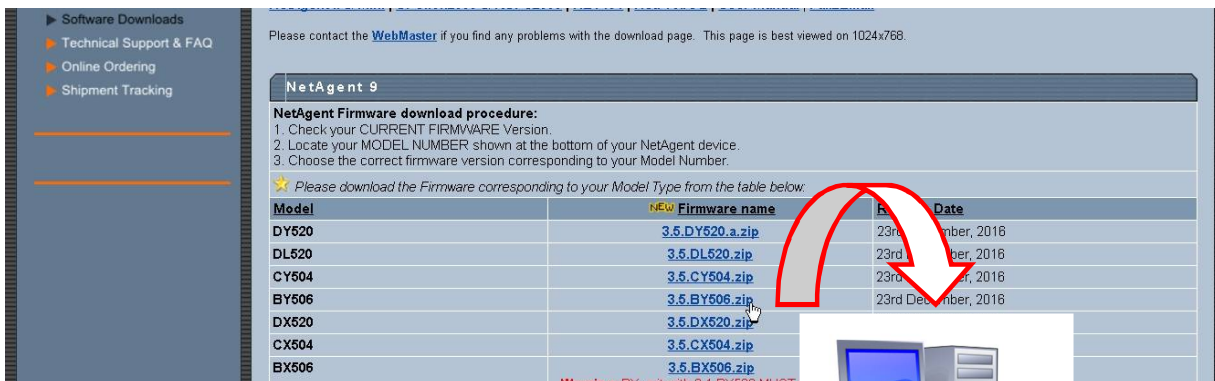 Software Downloads
Technical Support & FAQ
Online Ordering
Shipment Tracking
Please contact the WebMaster if you find any problems with the download page. This page is best viewed on 1024x768.
NetAgent 9
NetAgent Firmware download procedure:
1. Check your CURRENT FIRMWARE Version.
2. Locate your MODEL NUMBER shown at the bottom of your NetAgent device.
3. Choose the correct firmware version corresponding to your Model Number.
Please download the Firmware corresponding to your Model Type from the table below:
Model NEW Firmware name Date
DY520 3.5.DY520.a.zip 23rd 2016
DL520 3.5.DL520.zip 23rd 2016
CY504 3.5.CY504.zip 23rd 2016
BY506 3.5.BY506.zip 23rd December, 2016
DX520 3.5.DX520.zip
CX504 3.5.CX504.zip
BX506 3.5.BX506.zip